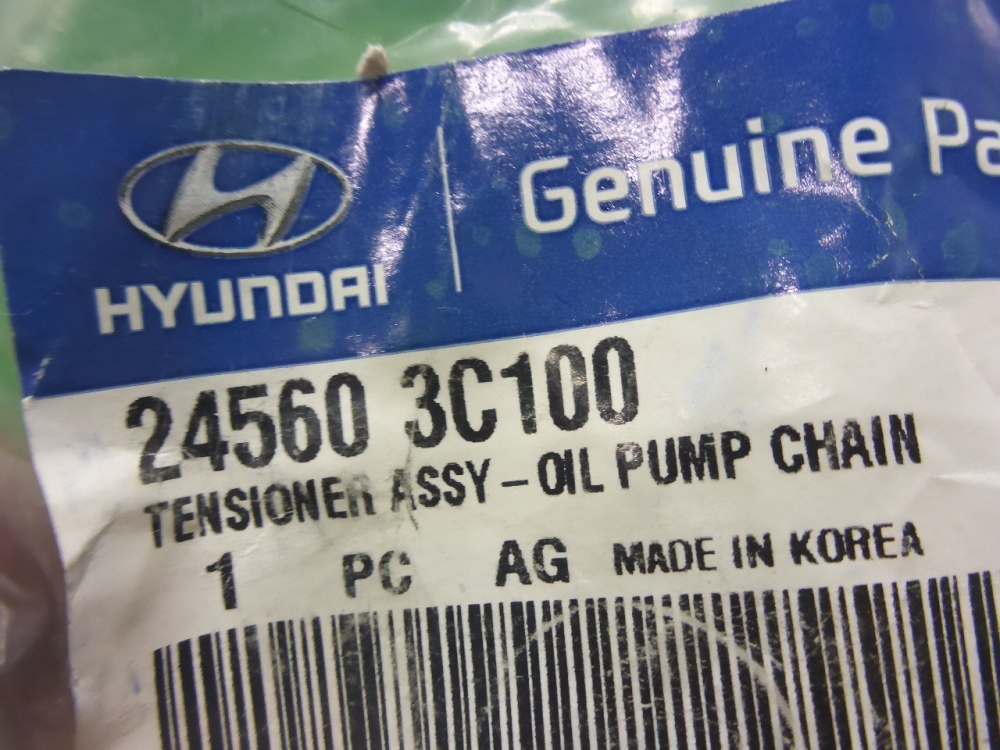 HYUNDAI
Genuine Pa
24560 3C100
TENSIONER ASSY-OIL PUMP CHAIN
1 PC AG MADE IN KOREA